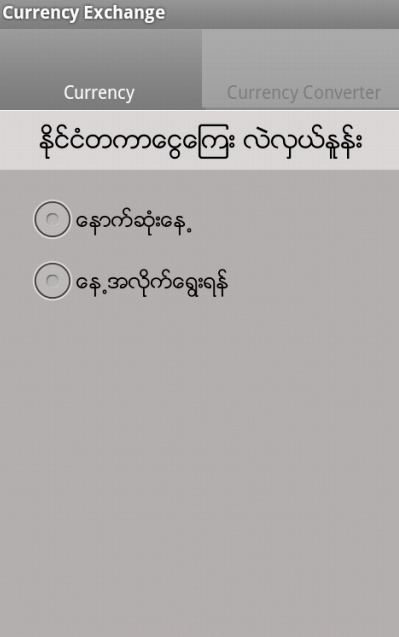 Currency Exchange
Currency
Currency Converter
နိုင်ငံတကာငွေကြေး လဲလှယ်နှုန်း
နောက်ဆုံးနေ့
နေ့အလိုက်ရွေးရန်